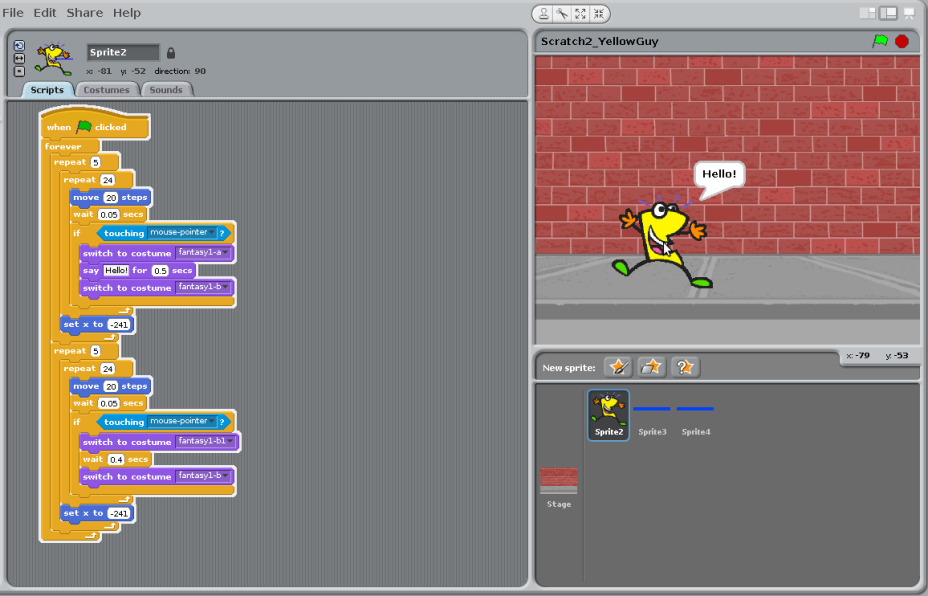 File Edit Share Help
Sprite2
x: -81 y: -52 direction: 90
Scripts Costumes Sounds
when clicked
forever
repeat 5
repeat 24
move 20 steps
wait 0.05 secs
if touching mouse-pointer ?
switch to costume fantasy1-a
say Hello! for 0.5 secs
switch to costume fantasy1-b
set x to -241
repeat 5
repeat 24
move 20 steps
wait 0.05 secs
if touching mouse-pointer ?
switch to costume fantasy1-b1
wait 0.4 secs
switch to costume fantasy1-b
set x to -241
Scratch2_YellowGuy
Hello!
x: -79 y: -53
New sprite:
Sprite2 Sprite3 Sprite4
Stage